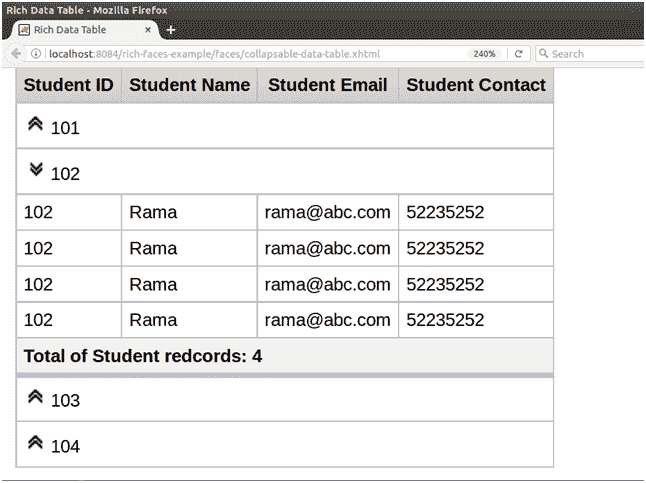 Rich Data Table - Mozilla Firefox
Rich Data Table × +
localhost:8084/rich-faces-example/faces/collapsable-data-table.xhtml 240% Search
Student ID Student Name Student Email Student Contact
101
102
102 Rama rama@abc.com 52235252
102 Rama rama@abc.com 52235252
102 Rama rama@abc.com 52235252
102 Rama rama@abc.com 52235252
Total of Student redcords: 4
103
104